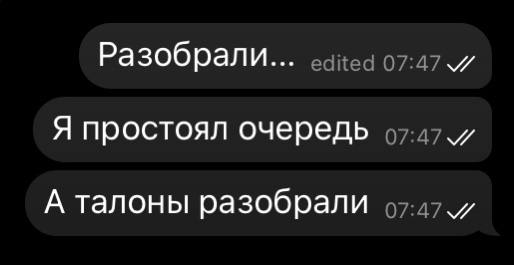 Разобрали... edited 07:47
Я простоял очередь 07:47
А талоны разобрали 07:47